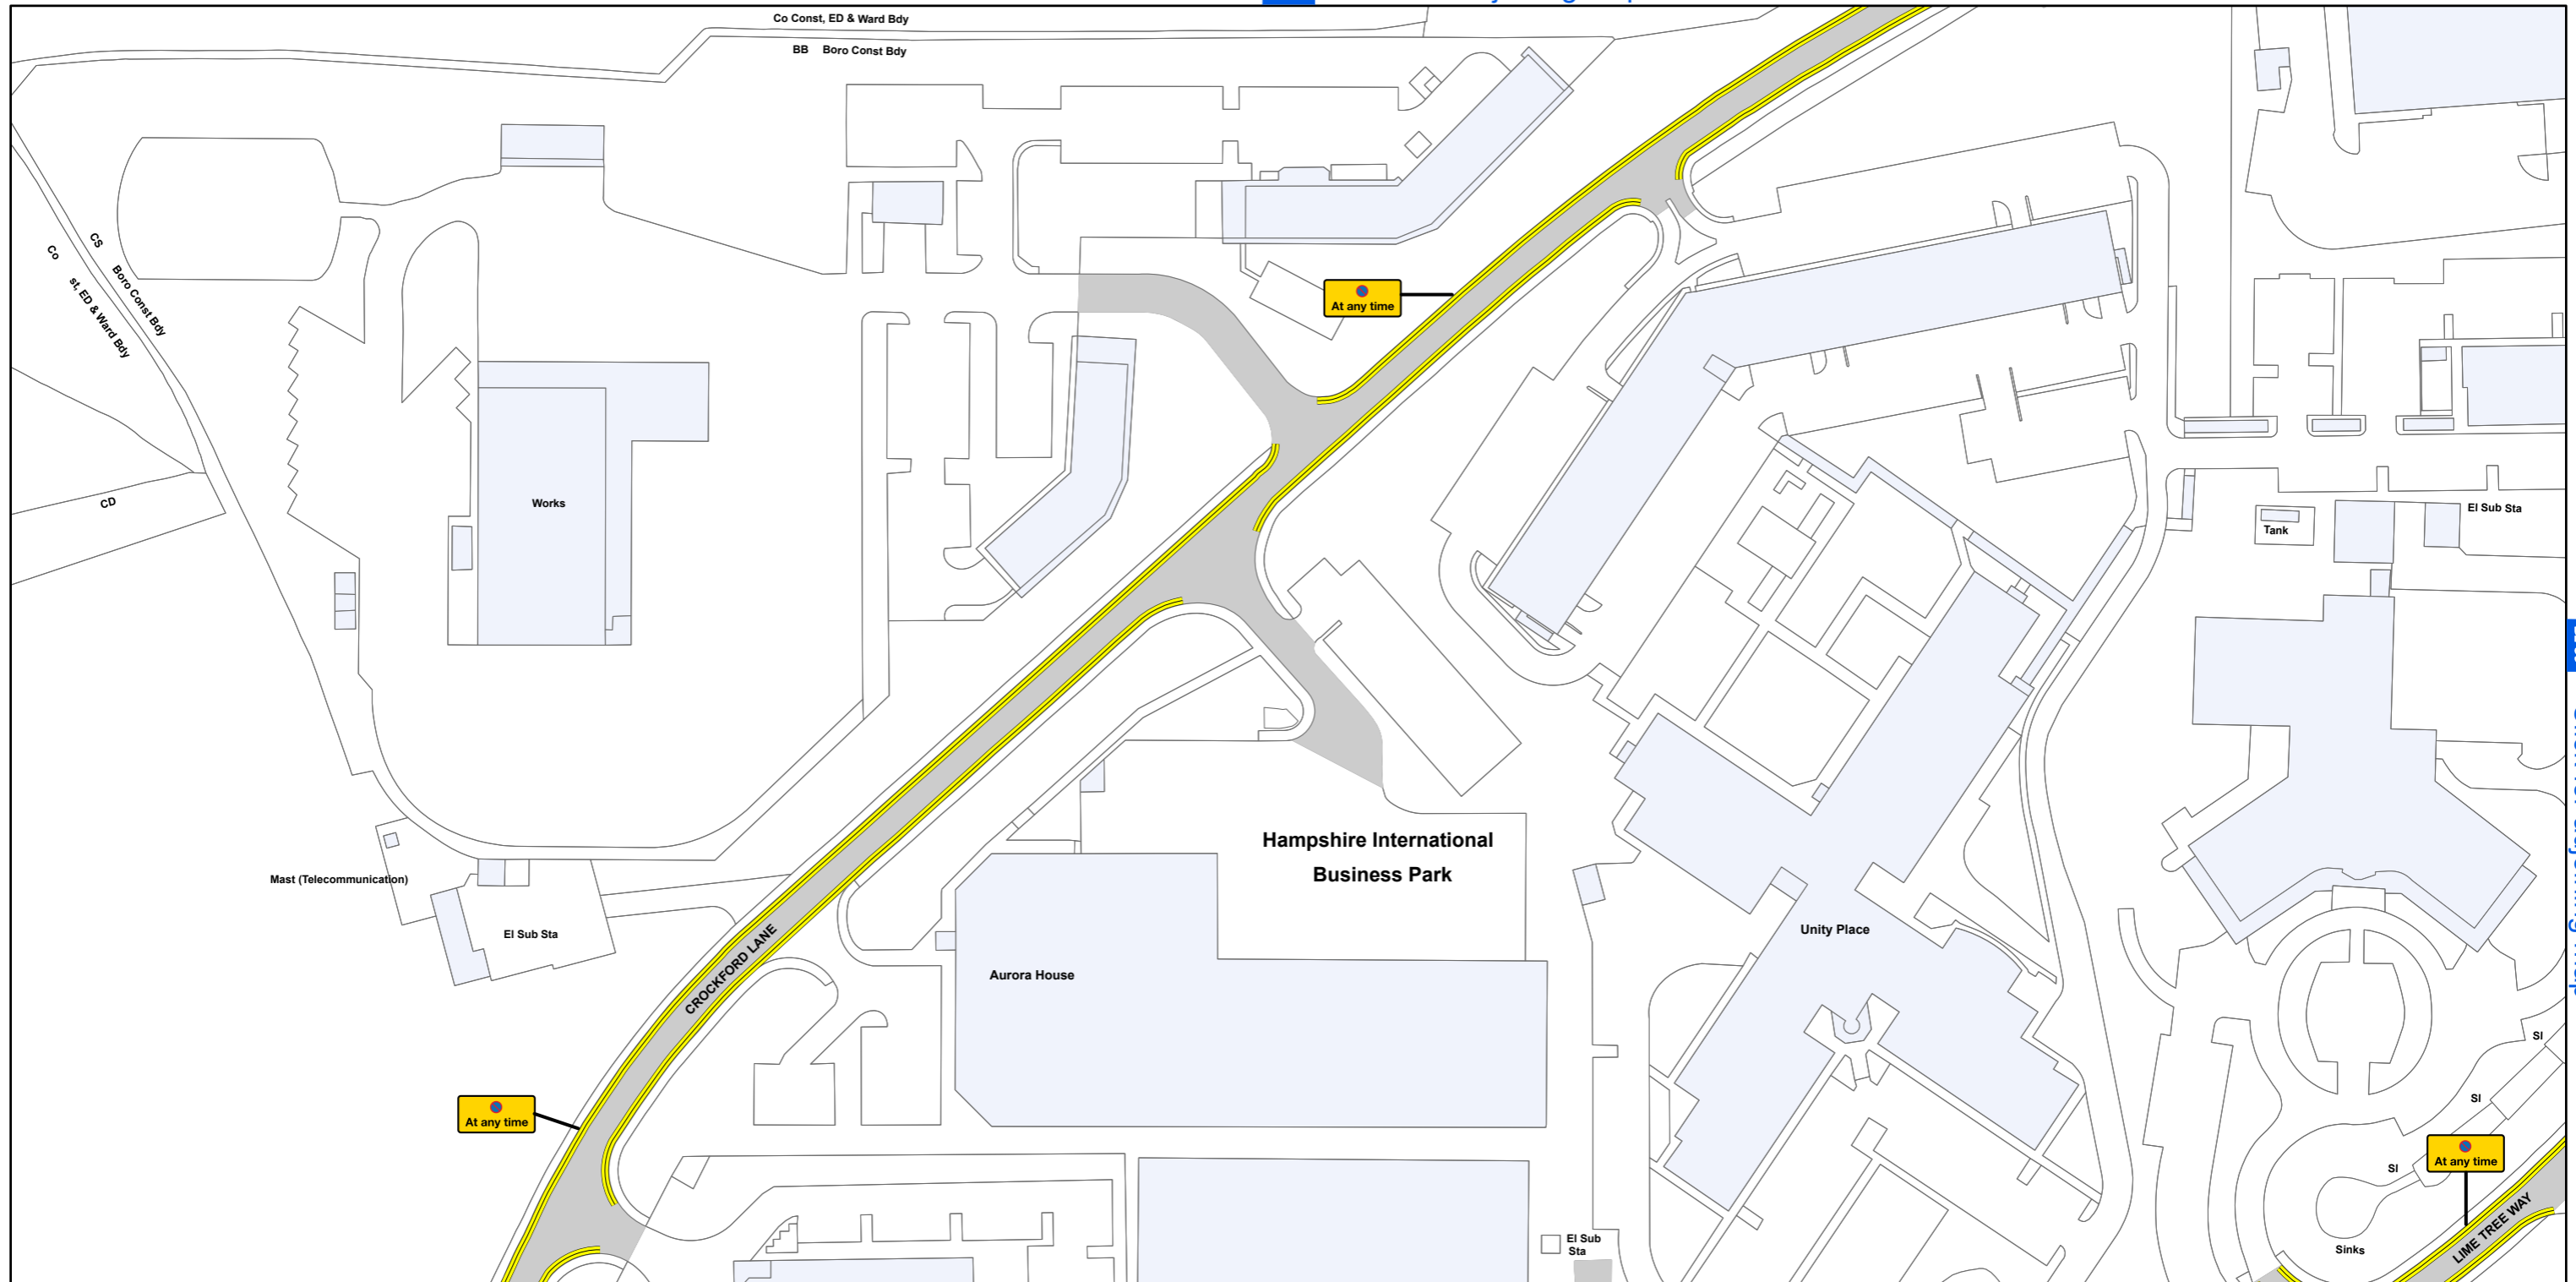 Co Const, ED & Ward Bdy
BB Boro Const Bdy
CS Boro Const Bdy
Co st, ED & Ward Bdy
At any time
CD
Works
El Sub Sta
Tank
Hampshire International
Business Park
Mast (Telecommunication)
El Sub Sta
CROCKFORD LANE
Unity Place
Aurora House
Sl
Sl
At any time
At any time
Sl
LIME TREE WAY
El Sub
Sta
Sinks